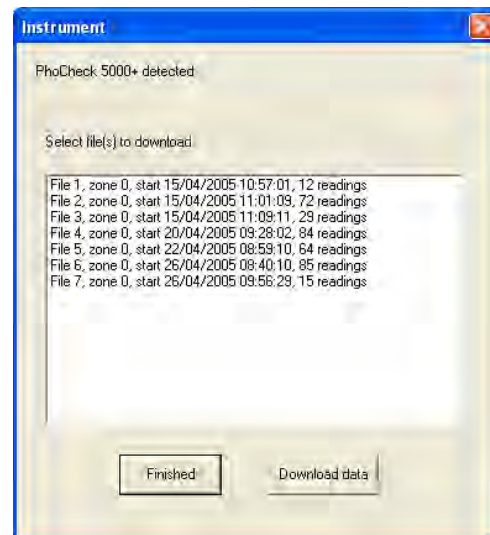 Instrument
PhoCheck 5000+ detected
Select file(s) to download.
File 1, zone 0, start 15/04/2005 10:57:01, 12 readings
File 2, zone 0, start 15/04/2005 11:01:09, 72 readings
File 3, zone 0, start 15/04/2005 11:09:11, 29 readings
File 4, zone 0, start 20/04/2005 09:28:02, 84 readings
File 5, zone 0, start 22/04/2005 08:59:10, 64 readings
File 6, zone 0, start 26/04/2005 08:40:10, 85 readings
File 7, zone 0, start 26/04/2005 09:56:29, 15 readings
Finished Download data